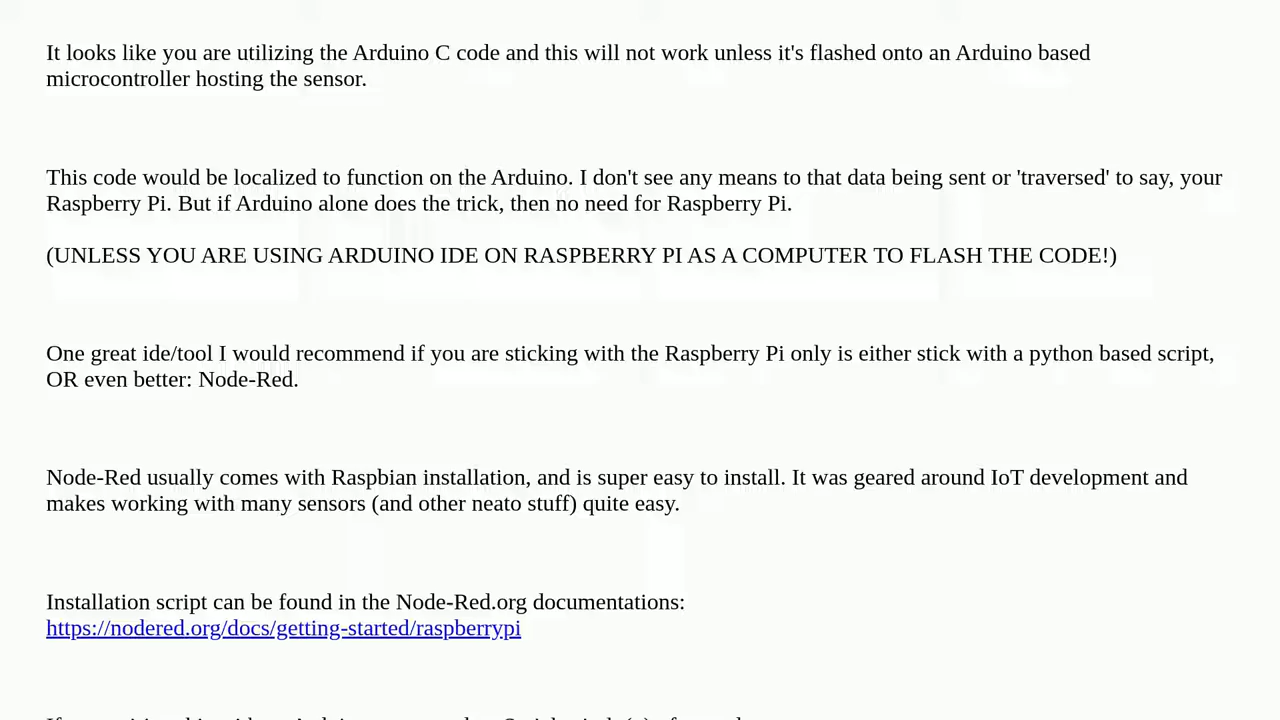 It looks like you are utilizing the Arduino C code and this will not work unless it's flashed onto an Arduino based
microcontroller hosting the sensor.
This code would be localized to function on the Arduino. I don't see any means to that data being sent or 'traversed' to say, your
Raspberry Pi. But if Arduino alone does the trick, then no need for Raspberry Pi.
(UNLESS YOU ARE USING ARDUINO IDE ON RASPBERRY PI AS A COMPUTER TO FLASH THE CODE!)
One great ide/tool I would recommend if you are sticking with the Raspberry Pi only is either stick with a python based script,
OR even better: Node-Red.
Node-Red usually comes with Raspbian installation, and is super easy to install. It was geared around IoT development and
makes working with many sensors (and other neato stuff) quite easy.
Installation script can be found in the Node-Red.org documentations:
https://nodered.org/docs/getting-started/raspberrypi